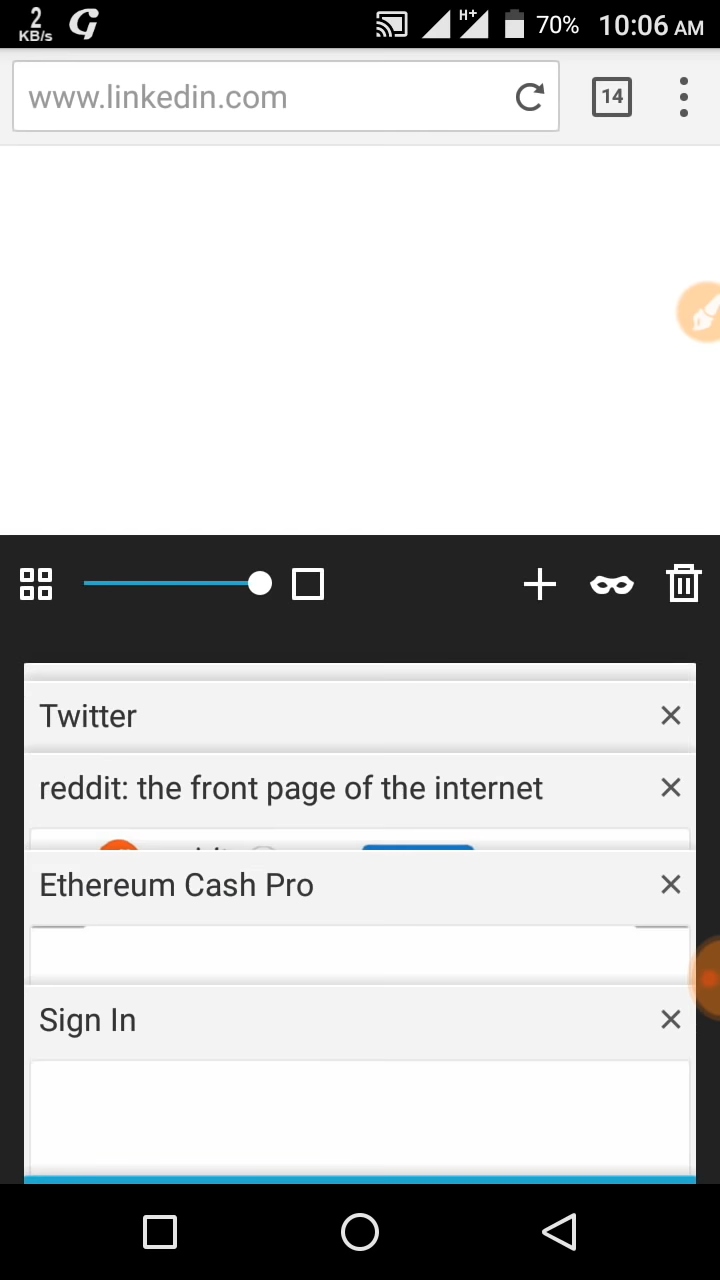 2
KB/s
H+
70%
10:06 AM
www.linkedin.com
14
Twitter
reddit: the front page of the internet
Ethereum Cash Pro
Sign In